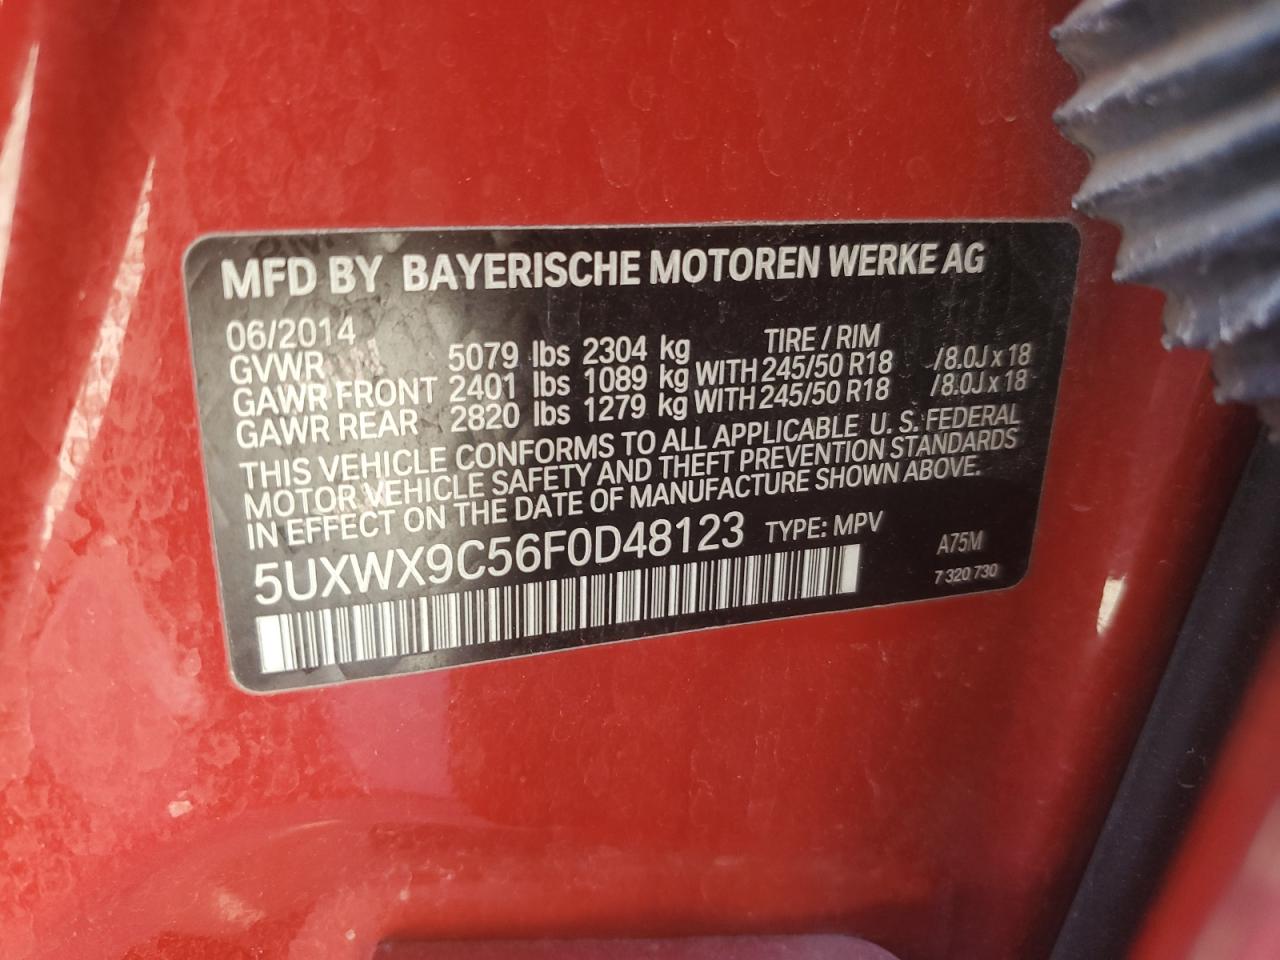 MFD BY BAYERISCHE MOTOREN WERKE AG
06/2014 TIRE / RIM
GVWR 5079 lbs 2304 kg
GAWR FRONT 2401 lbs 1089 kg WITH 245/50 R18 /8.0J x 18
GAWR REAR 2820 lbs 1279 kg WITH 245/50 R18 /8.0J x 18
THIS VEHICLE CONFORMS TO ALL APPLICABLE U. S. FEDERAL
MOTOR VEHICLE SAFETY AND THEFT PREVENTION STANDARDS
IN EFFECT ON THE DATE OF MANUFACTURE SHOWN ABOVE.
5UXWX9C56F0D48123 TYPE: MPV
A75M
7 320 730